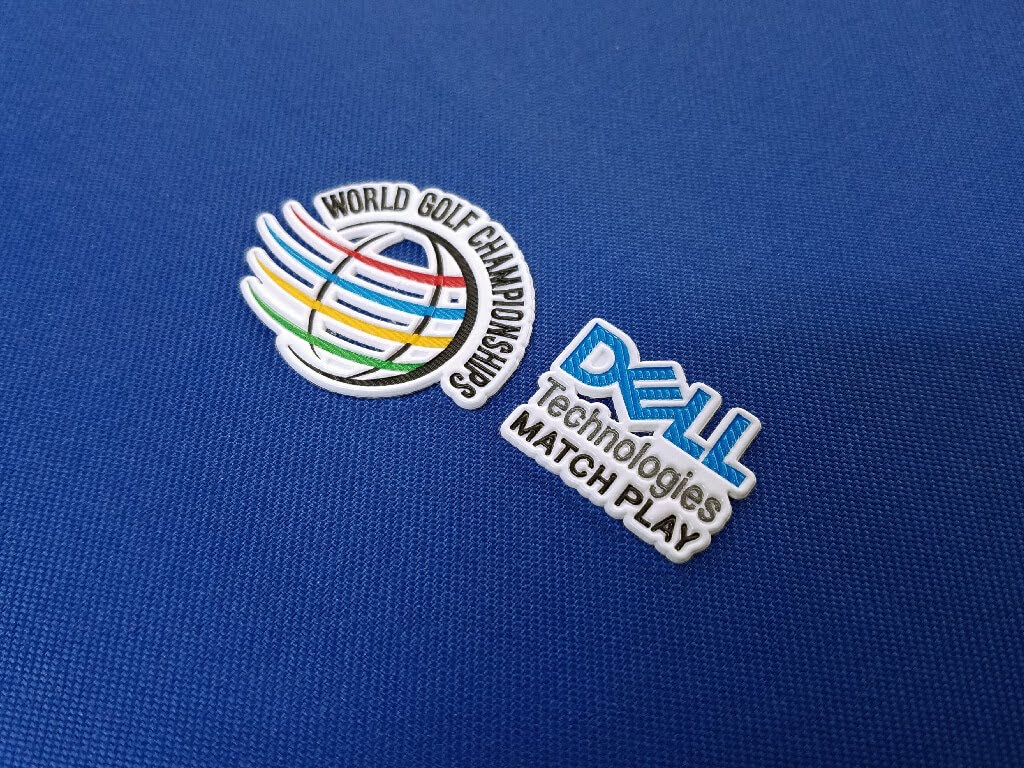 WORLD GOLF CHAMPIONSHIPS
DELL
Technologies
MATCH PLAY